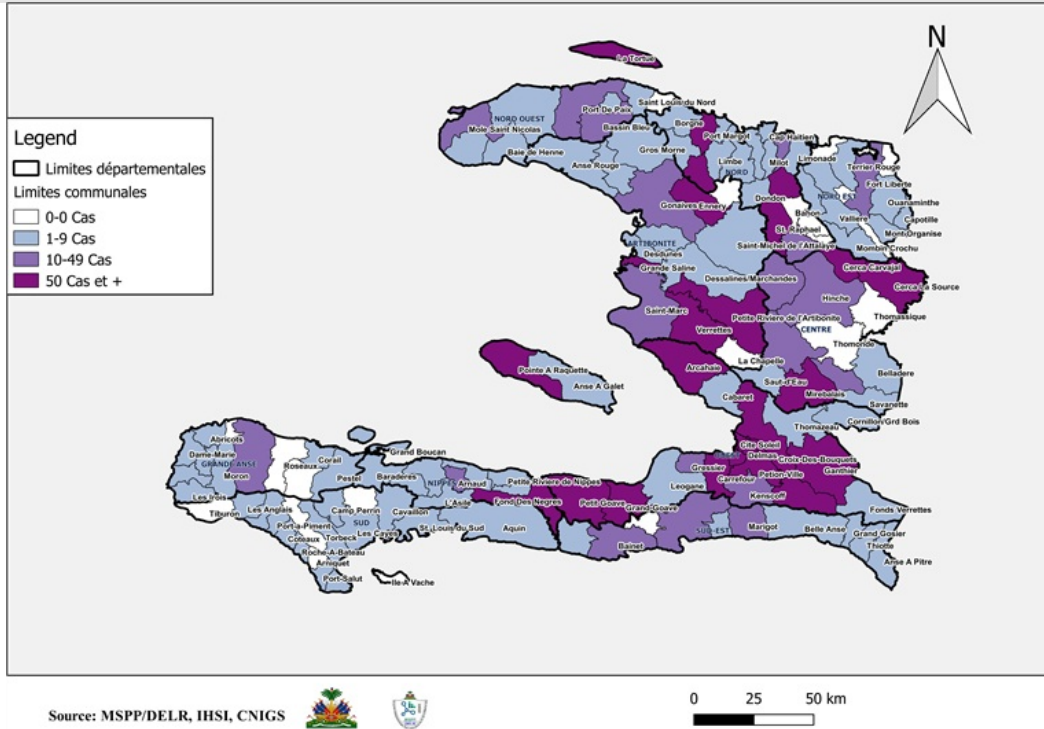 N
Legend
Limites départementales
Limites communales
0-0 Cas
1-9 Cas
10-49 Cas
50 Cas et +
La Tortue
Saint Louis du Nord
Port De Paix
NORD OUEST
Mole Saint Nicolas
Bassin Bleu
Borgne
Port Margot
Cap Haitien
Baie de Henne
Gros Morne
Limbe
Milot
Limonade
Terrier Rouge
Anse Rouge
NORD
Fort Liberte
Dondon
NORD EST
Ouanaminthe
Gonaives
Ennery
Bahon
Valliere
Capotille
St. Raphael
Mont Organise
ARTIBONITE
Saint-Michel de l'Attalaye
Mombin Crochu
Desdunes
Grande Saline
Dessalines/Marchandes
Cerca Carvajal
Cerca La Source
Hinche
Saint-Marc
Petite Rivière de l'Artibonite
Thomassique
Verrettes
CENTRE
Thomonde
La Chapelle
Pointe A Raquette
Arcahaie
Belladere
Anse A Galet
Saut-d'Eau
Cabaret
Mirebalais
Savanette
Cornillon/Grd Bois
Thomazeau
Abricots
Grand Boucan
Cite Soleil
Dame-Marie
Corail
Delmas
Croix-Des-Bouquets
GRANDE ANSE
Roseaux
Gressier
Petion-Ville
Ganthier
Moron
Pestel
Baraderes
NIPPES
Arnaud
Petite Riviere de Nippes
Leogane
Carrefour
Kenscoff
Les Irois
L'Asile
Fond Des Negres
Petit Goave
Grand-Goave
Tiburon
Les Anglais
Camp Perrin
Cavaillon
Fonds Verrettes
Port-a-Piment
SUD
St. Louis du Sud
Aquin
SUD-EST
Marigot
Belle Anse
Grand Gosier
Coteaux
Torbeck
Les Cayes
Bainet
Thiotte
Roche-A-Bateau
Arniquet
Anse A Pitre
Port-Salut
Ile-A Vache
Source: MSPP/DELR, IHSI, CNIGS
0 25 50 km